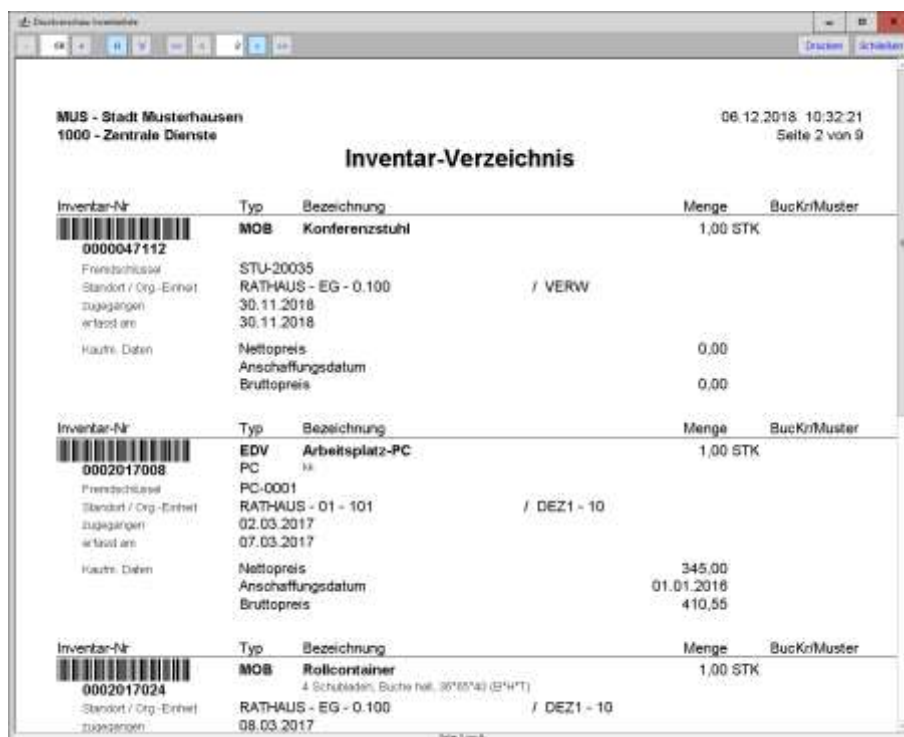 Druckvorschau Inventarliste
Drucken Schließen
MUS - Stadt Musterhausen 06.12.2018 10:32:21
1000 - Zentrale Dienste Seite 2 von 9
Inventar-Verzeichnis
Inventar-Nr Typ Bezeichnung Menge BucKr/Muster
MOB Konferenzstuhl 1,00 STK
0000047112
Fremdschlüssel STU-20035
Standort / Org.-Einheit RATHAUS - EG - 0.100 / VERW
zugegangen 30.11.2018
erfasst am 30.11.2018
Kaufm. Daten Nettopreis 0,00
Anschaffungsdatum
Bruttopreis 0,00
Inventar-Nr Typ Bezeichnung Menge BucKr/Muster
EDV Arbeitsplatz-PC 1,00 STK
0002017008 PC
Fremdschlüssel PC-0001
Standort / Org.-Einheit RATHAUS - 01 - 101 / DEZ1 - 10
zugegangen 02.03.2017
erfasst am 07.03.2017
Kaufm. Daten Nettopreis 345,00
Anschaffungsdatum 01.01.2016
Bruttopreis 410,55
Inventar-Nr Typ Bezeichnung Menge BucKr/Muster
MOB Rollcontainer 1,00 STK
4 Schubladen, Buche hell, 36*65*40 (B*H*T)
0002017024
Standort / Org.-Einheit RATHAUS - EG - 0.100 / DEZ1 - 10
zugegangen 08.03.2017